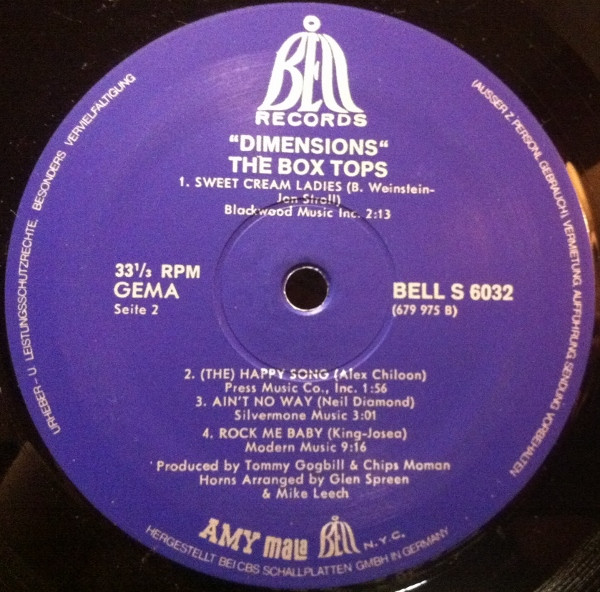 Bell
RECORDS
"DIMENSIONS"
THE BOX TOPS
1. SWEET CREAM LADIES (B. Weinstein-
Jon Stroll)
Blackwood Music Inc. 2:13
33 1/3 RPM
GEMA
Seite 2
BELL S 6032
(679 975 B)
2. (THE) HAPPY SONG (Alex Chiloon)
Press Music Co., Inc. 1:56
3. AIN'T NO WAY (Neil Diamond)
Silvermone Music 3:01
4. ROCK ME BABY (King-Josea)
Modern Music 9:16
Produced by Tommy Gogbill & Chips Moman
Horns Arranged by Glen Spreen
& Mike Leech
AMY mala Bell N.Y.C.
URHEBER- U. LEISTUNGSSCHUTZRECHTE, BESONDERS VERVIELFÄLTIGUNG
(AUSSER Z. PERSÖNL. GEBRAUCH), VERMIETUNG, AUFFÜHRUNG, SENDUNG VORBEHALTEN
HERGESTELLT BEI CBS SCHALLPLATTEN GMBH IN GERMANY